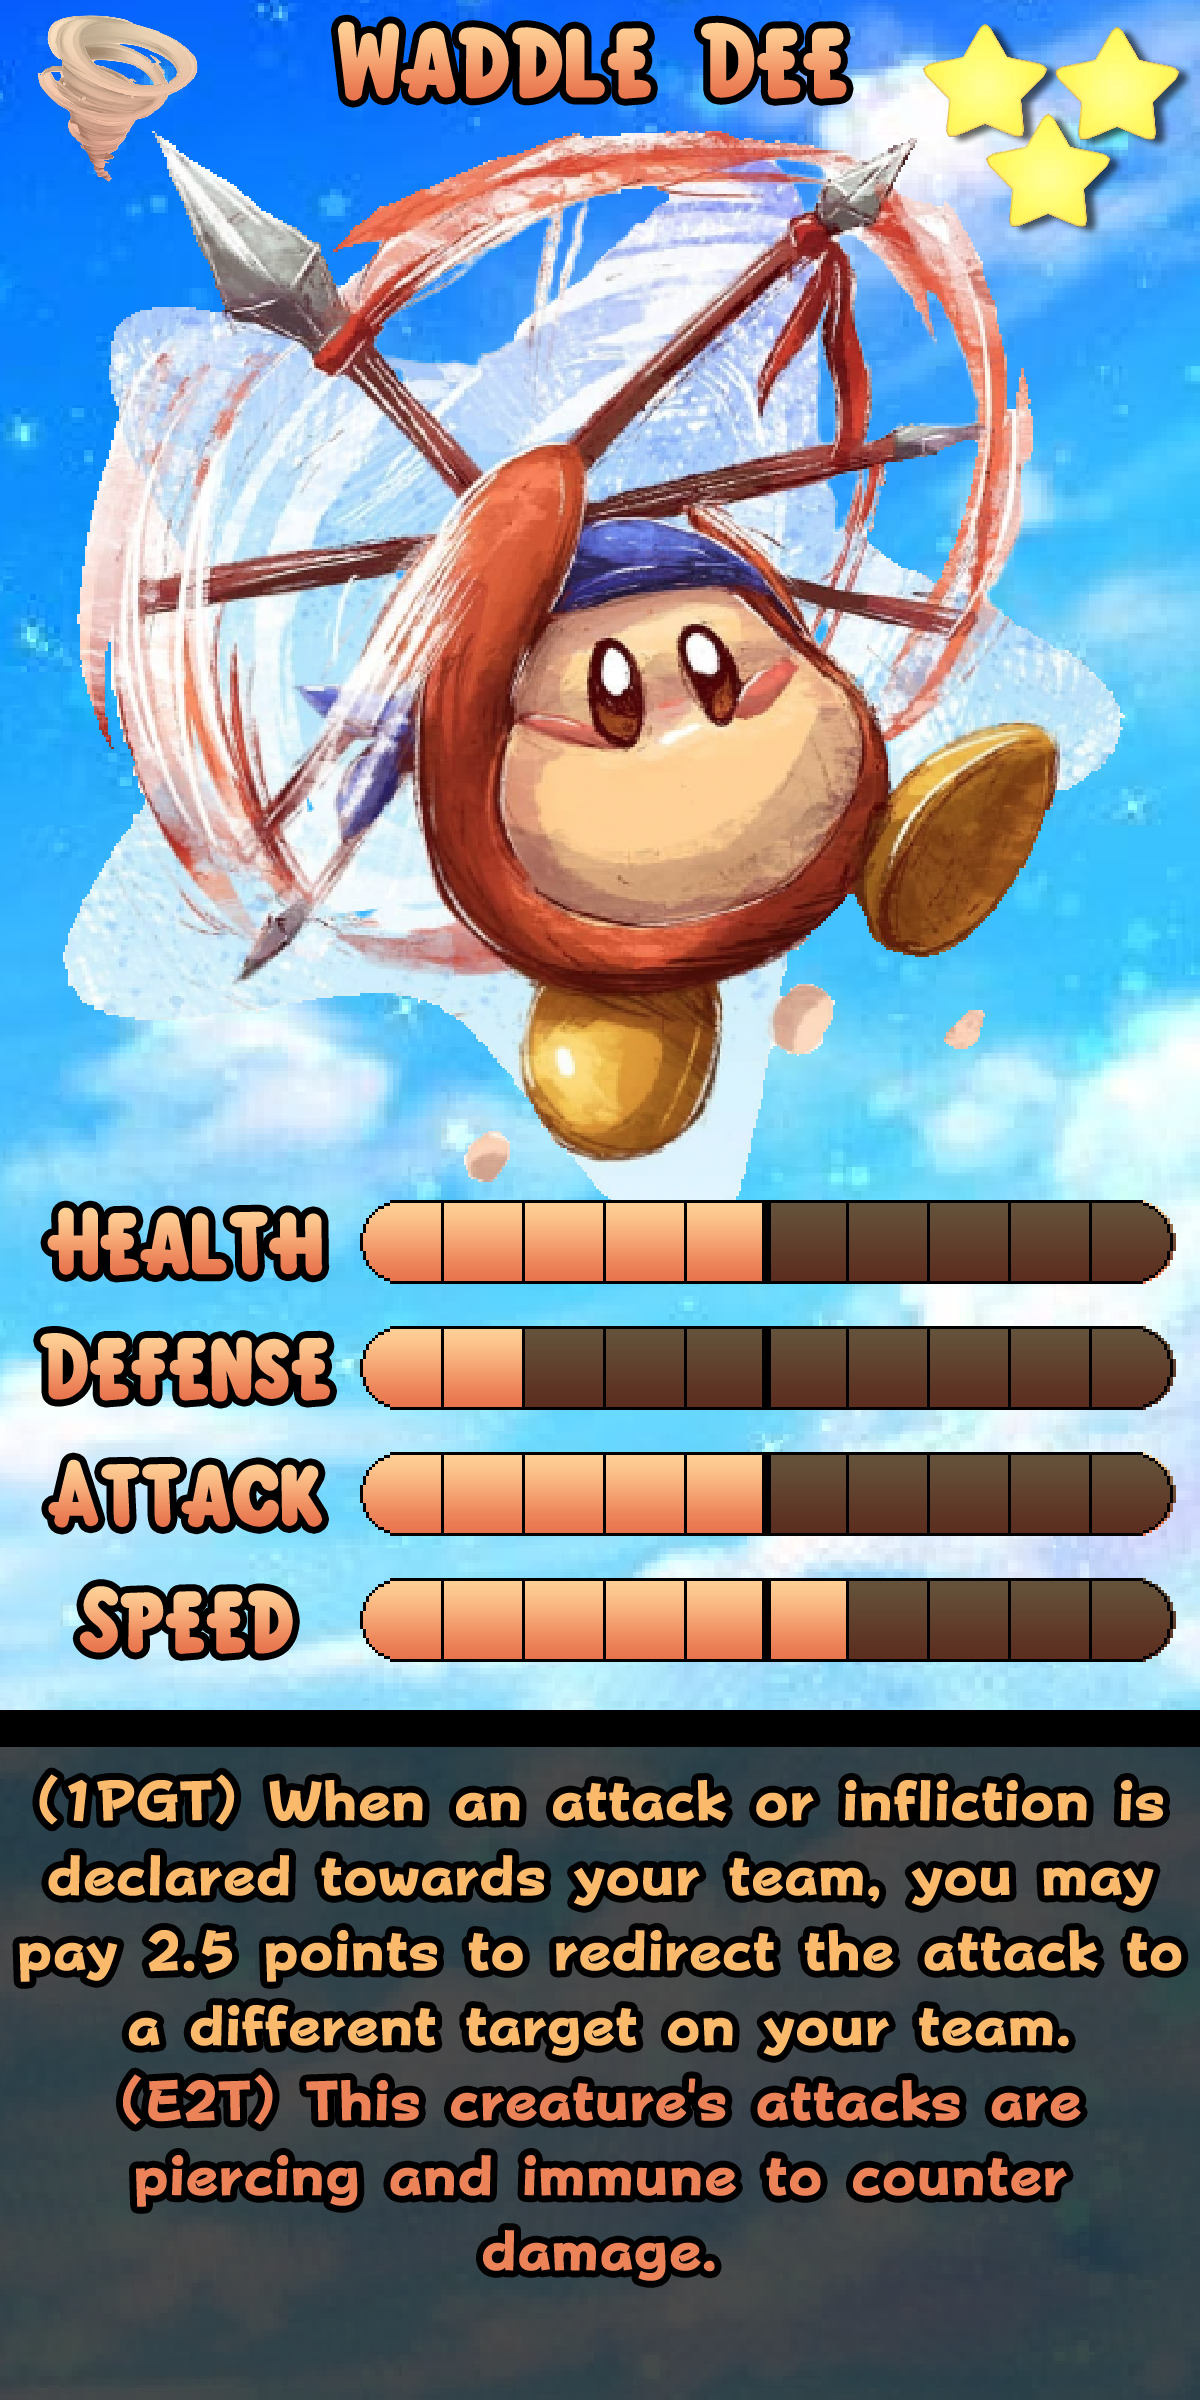 Waddle Dee
Health
Defense
Attack
Speed
(1PGT) When an attack or infliction is
declared towards your team, you may
pay 2.5 points to redirect the attack to
a different target on your team.
(E2T) This creature's attacks are
piercing and immune to counter
damage.